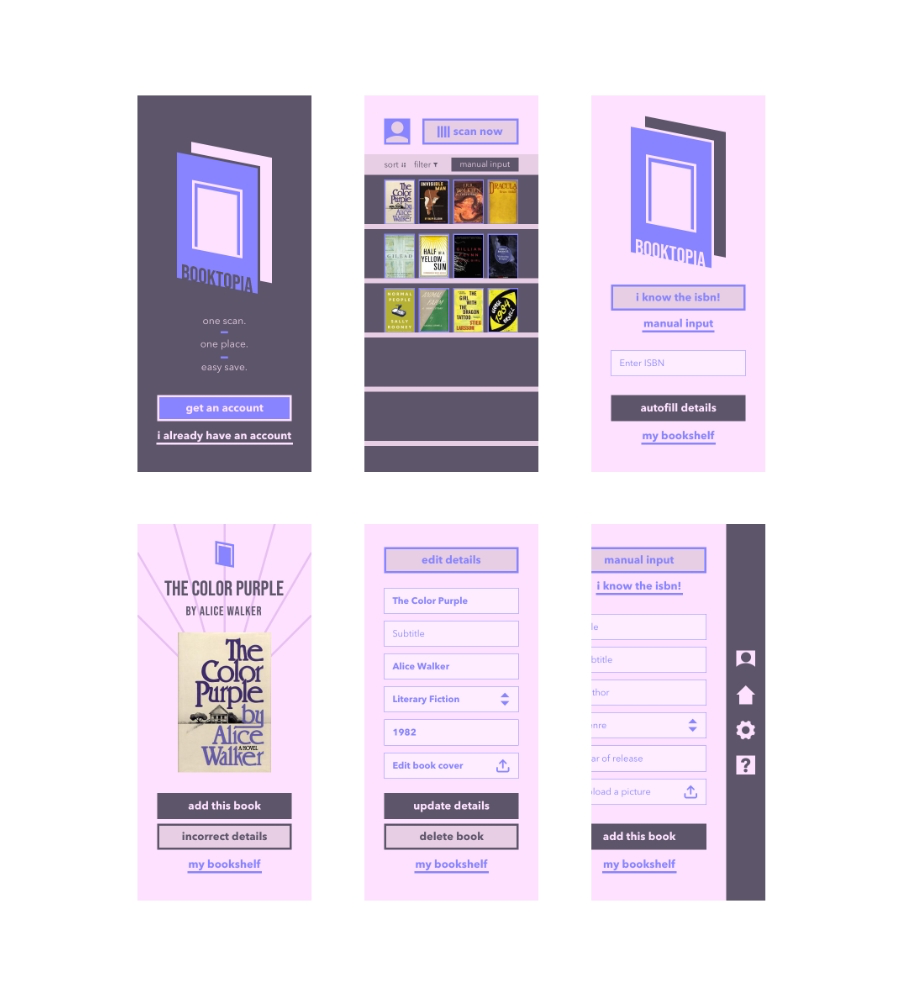 BOOKTOPIA
one scan.
one place.
easy save.
get an account
i already have an account
scan now
sort
filter
manual input
The
Color
Purple
by
Alice
Walker
INVISIBLE
MAN
DRACULA
GILEAD
HALF of a
YELLOW
SUN
GILLIAN
FLYNN
NORMAL
PEOPLE
SALLY
ROONEY
THE
GIRL
WITH
THE
DRAGON
TATTOO
STIEG
LARSSON
1984
BOOKTOPIA
i know the isbn!
manual input
Enter ISBN
autofill details
my bookshelf
THE COLOR PURPLE
BY ALICE WALKER
The
Color
Purple
by
Alice
A NOVEL
Walker
add this book
incorrect details
my bookshelf
edit details
The Color Purple
Subtitle
Alice Walker
Literary Fiction
1982
Edit book cover
update details
delete book
my bookshelf
manual input
i know the isbn!
le
btitle
thor
enre
ar of release
load a picture
add this book
my bookshelf
?